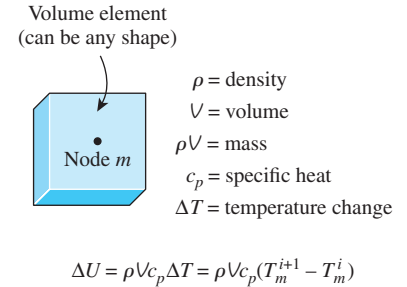 Volume element
(can be any shape)
ρ = density
V = volume
ρV = mass
Node m
c_p = specific heat
ΔT = temperature change
ΔU = ρVc_pΔT = ρVc_p(T_m^{i+1} – T_m^i)